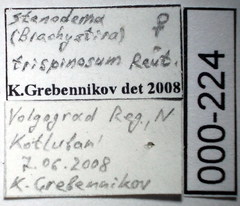 Stenodema ♀
(Brachystira)
trispinosum Reut.
K.Grebennikov det 2008
Volgograd Reg., N
Kotluban'
7.06.2008
K. Grebennikov
000-224